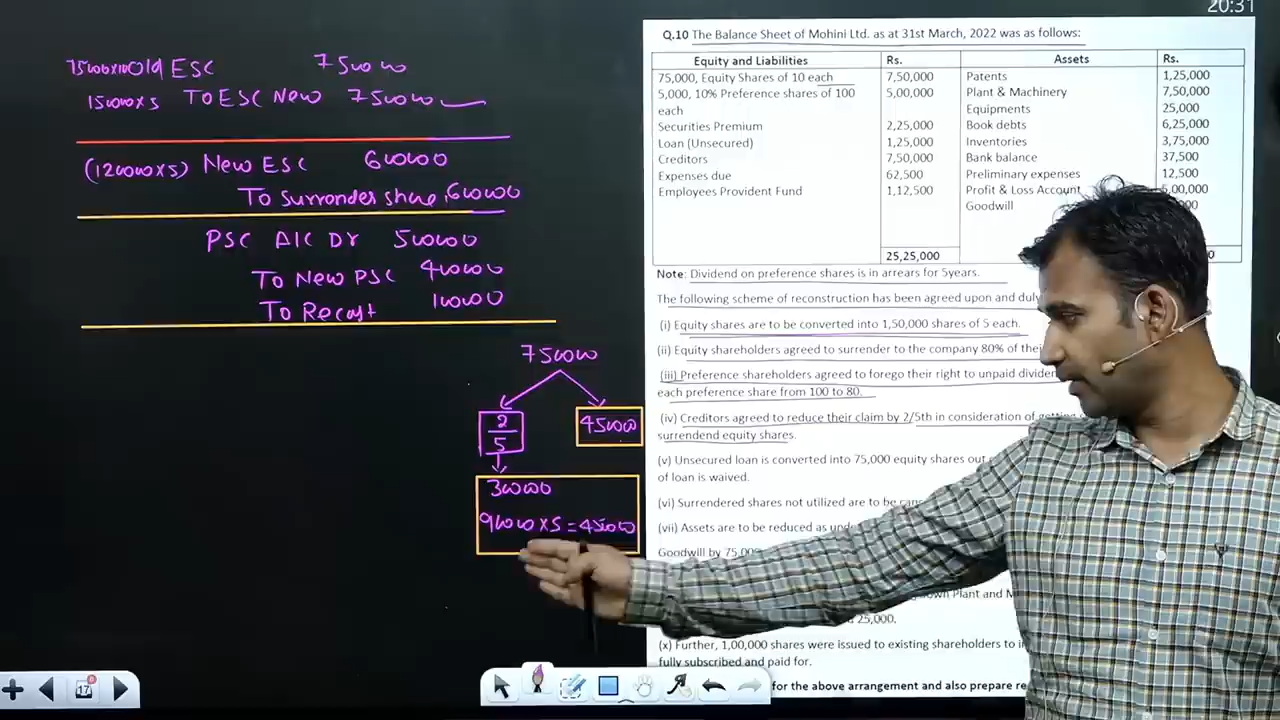 20:31
75000x10 Old ESC 750000
150000x5 To ESC New 750000
(120000x5) New ESC 600000
To Surronder share 600000
PSC A/C Dr 500000
To New PSC 400000
To Recost 100000
750000
2/5
450000
300000
90000x5=450000
17
Q.10 The Balance Sheet of Mohini Ltd. as at 31st March, 2022 was as follows:
Equity and Liabilities Rs. Assets Rs.
75,000, Equity Shares of 10 each 7,50,000 Patents 1,25,000
5,000, 10% Preference shares of 100 5,00,000 Plant & Machinery 7,50,000
each Equipments 25,000
Securities Premium 2,25,000 Book debts 6,25,000
Loan (Unsecured) 1,25,000 Inventories 3,75,000
Creditors 7,50,000 Bank balance 37,500
Expenses due 62,500 Preliminary expenses 12,500
Employees Provident Fund 1,12,500 Profit & Loss Account 5,00,000
Goodwill
25,25,000
Note: Dividend on preference shares is in arrears for 5years.
The following scheme of reconstruction has been agreed upon and
(i) Equity shares are to be converted into 1,50,000 shares of 5 each.
(ii) Equity shareholders agreed to surrender to the company 80% of their
(iii) Preference shareholders agreed to forego their right to unpaid
each preference share from 100 to 80.
(iv) Creditors agreed to reduce their claim by 2/5th in consideration of
surrendend equity shares.
(v) Unsecured loan is converted into 75,000 equity shares
of loan is waived.
(vi) Surrendered shares not utilized are to be
(vii) Assets are to be reduced as
Goodwill by 75,000
Plant and
25,000.
(x) Further, 1,00,000 shares were issued to existing shareholders to
fully subscribed and paid for.
for the above arrangement and also prepare